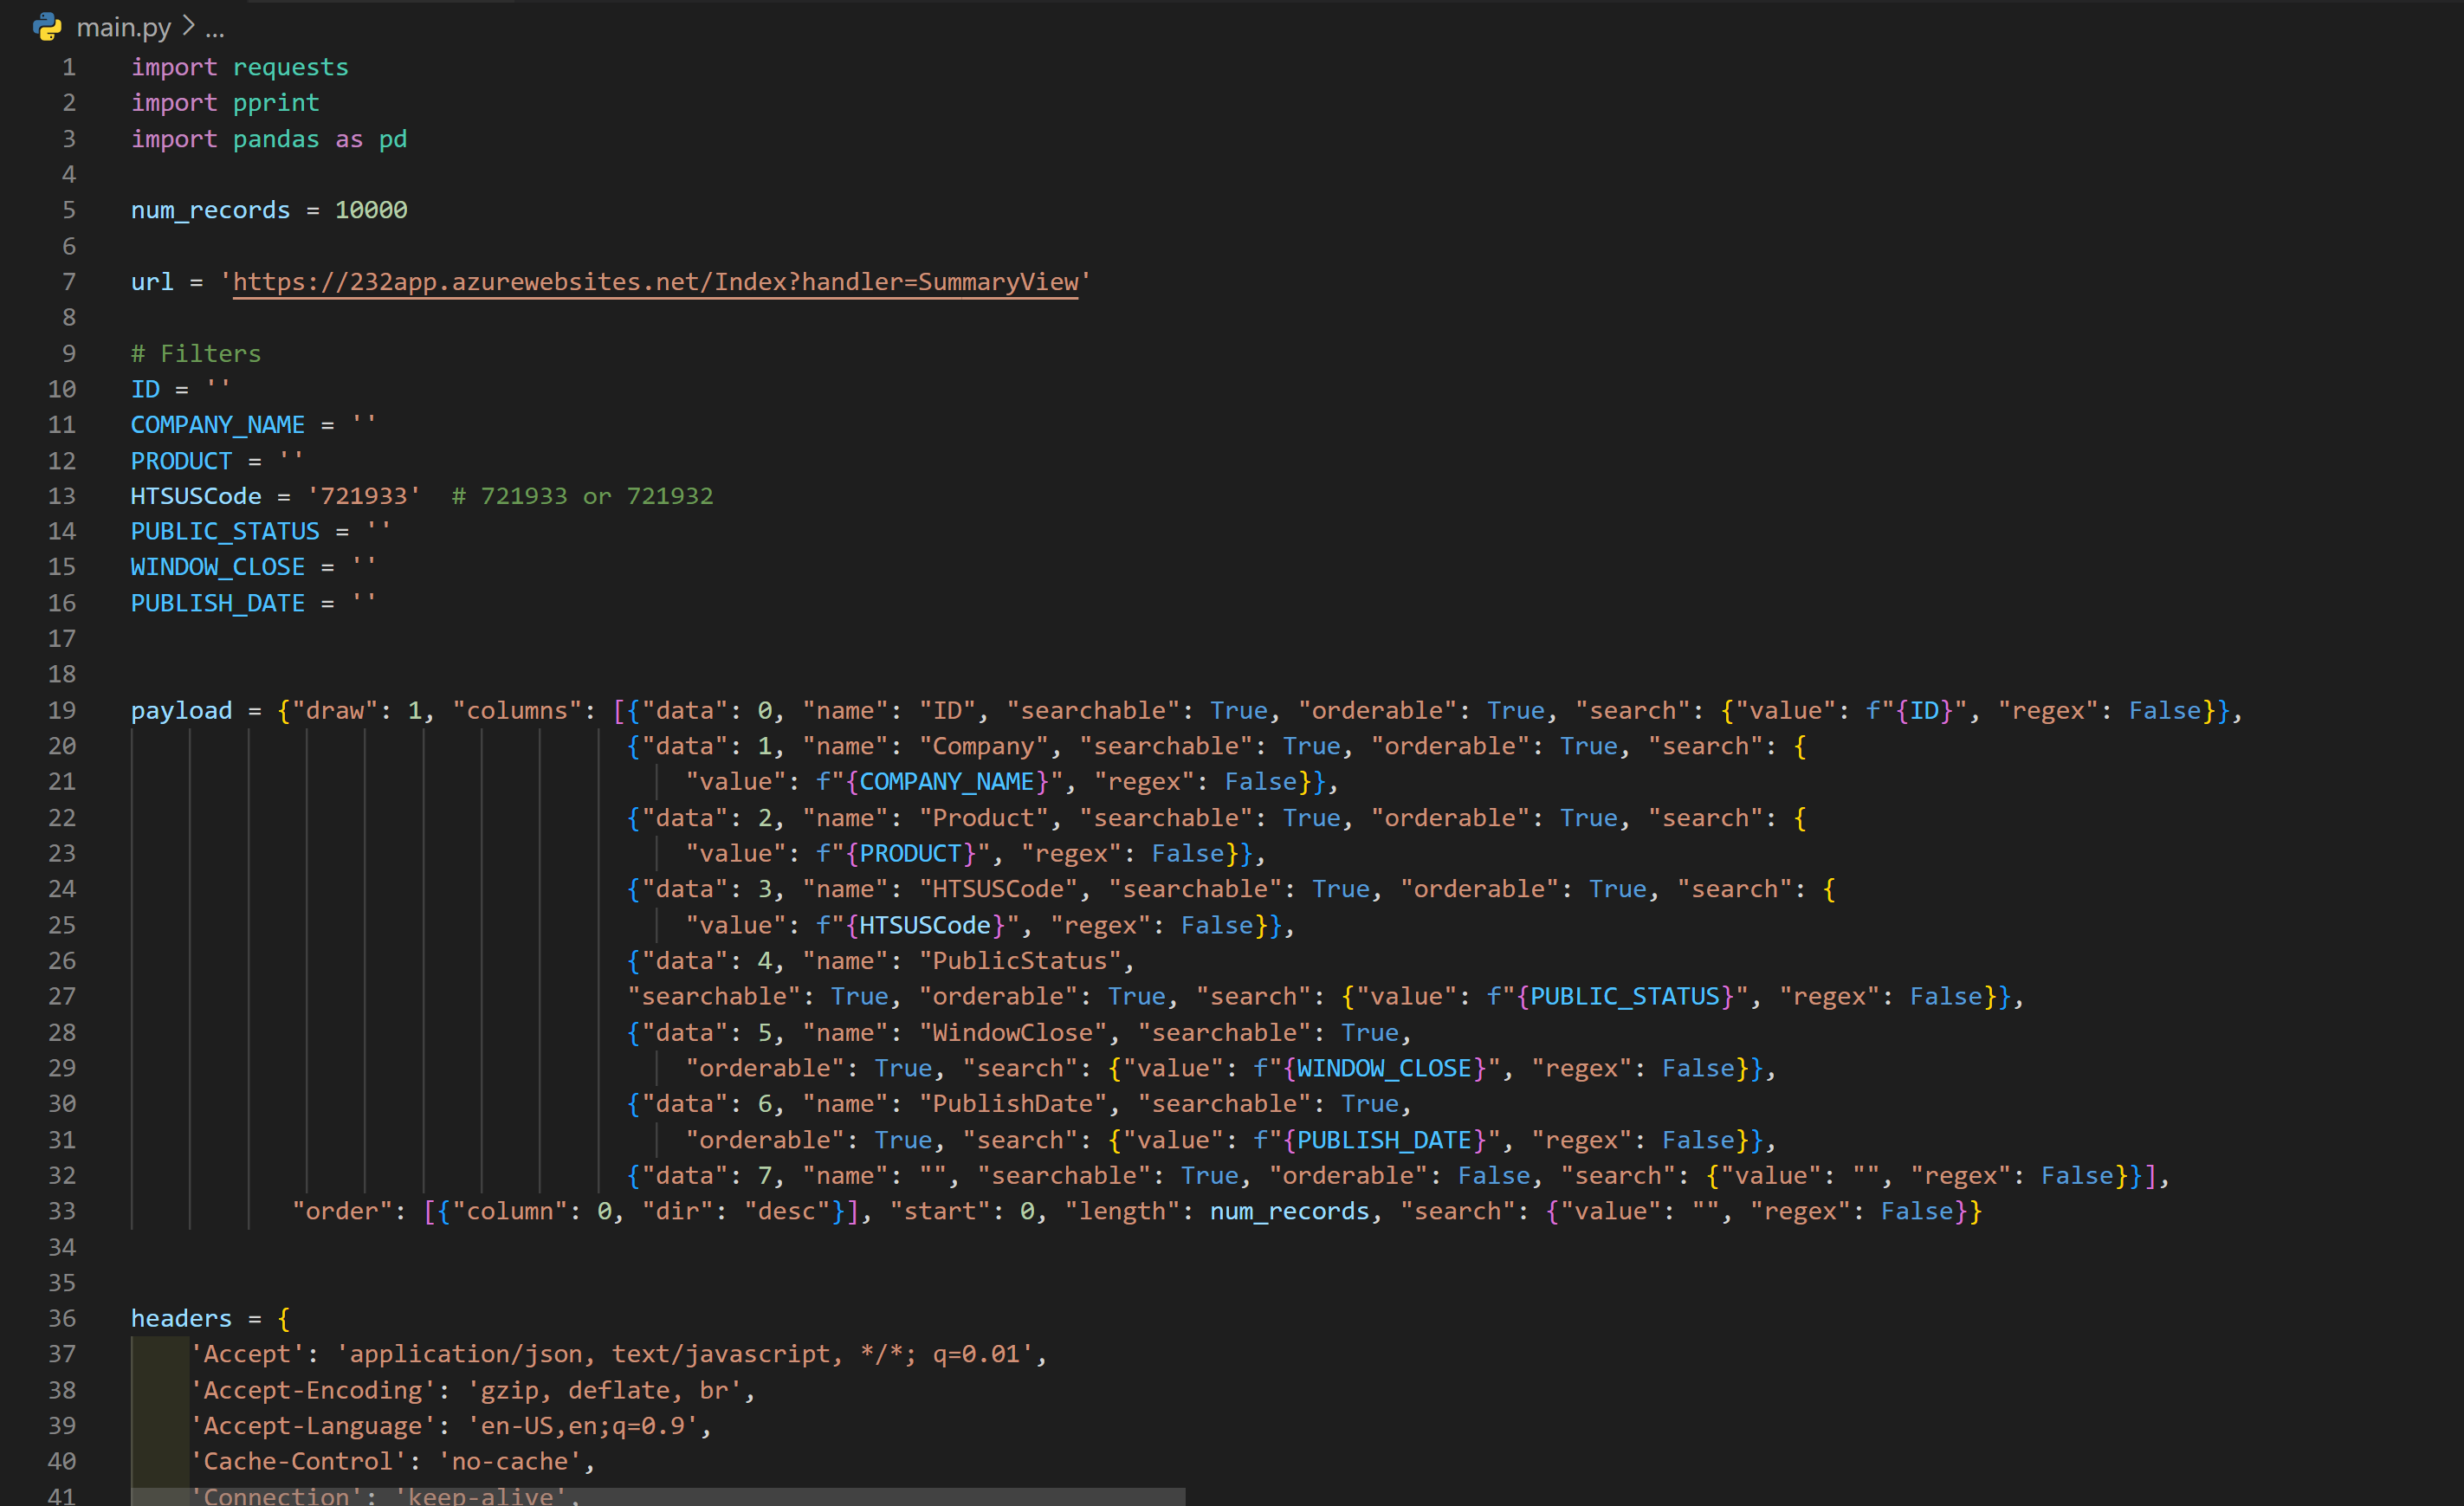 main.py > ...
1 import requests
2 import pprint
3 import pandas as pd
4
5 num_records = 10000
6
7 url = 'https://232app.azurewebsites.net/Index?handler=SummaryView'
8
9 # Filters
10 ID = ''
11 COMPANY_NAME = ''
12 PRODUCT = ''
13 HTSUSCode = '721933'  # 721933 or 721932
14 PUBLIC_STATUS = ''
15 WINDOW_CLOSE = ''
16 PUBLISH_DATE = ''
17
18
19 payload = {"draw": 1, "columns": [{"data": 0, "name": "ID", "searchable": True, "orderable": True, "search": {"value": f"{ID}", "regex": False}},
20 {"data": 1, "name": "Company", "searchable": True, "orderable": True, "search": {
21 "value": f"{COMPANY_NAME}", "regex": False}},
22 {"data": 2, "name": "Product", "searchable": True, "orderable": True, "search": {
23 "value": f"{PRODUCT}", "regex": False}},
24 {"data": 3, "name": "HTSUSCode", "searchable": True, "orderable": True, "search": {
25 "value": f"{HTSUSCode}", "regex": False}},
26 {"data": 4, "name": "PublicStatus",
27 "searchable": True, "orderable": True, "search": {"value": f"{PUBLIC_STATUS}", "regex": False}},
28 {"data": 5, "name": "WindowClose", "searchable": True,
29 "orderable": True, "search": {"value": f"{WINDOW_CLOSE}", "regex": False}},
30 {"data": 6, "name": "PublishDate", "searchable": True,
31 "orderable": True, "search": {"value": f"{PUBLISH_DATE}", "regex": False}},
32 {"data": 7, "name": "", "searchable": True, "orderable": False, "search": {"value": "", "regex": False}}],
33 "order": [{"column": 0, "dir": "desc"}], "start": 0, "length": num_records, "search": {"value": "", "regex": False}}
34
35
36 headers = {
37 'Accept': 'application/json, text/javascript, */*; q=0.01',
38 'Accept-Encoding': 'gzip, deflate, br',
39 'Accept-Language': 'en-US,en;q=0.9',
40 'Cache-Control': 'no-cache',
41 'Connection': 'keep-alive',